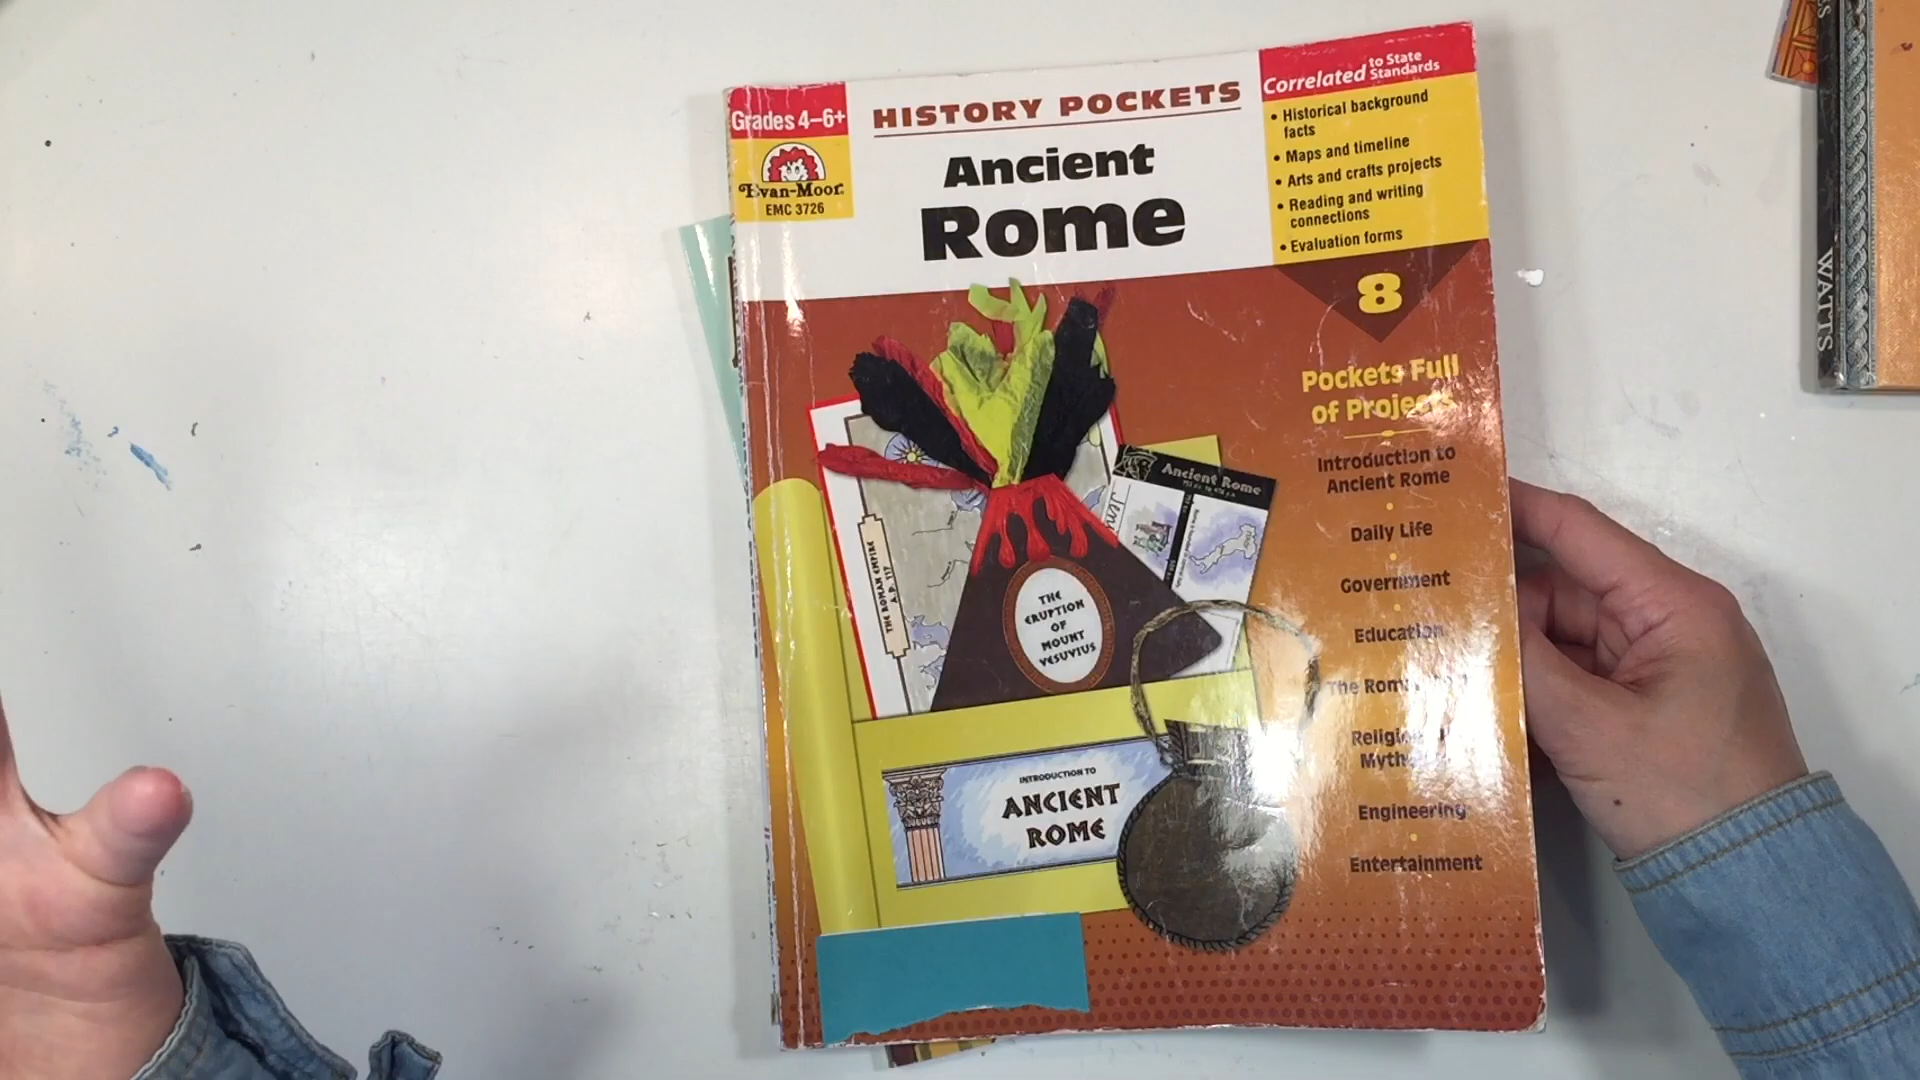 Grades 4–6+
Evan-Moor
EMC 3726
HISTORY POCKETS
Ancient
Rome
Correlated to State Standards
• Historical background
facts
• Maps and timeline
• Arts and crafts projects
• Reading and writing
connections
• Evaluation forms
8
Pockets Full
of Projects
Introduction to
Ancient Rome
Daily Life
Government
Education
The
Engineering
Entertainment
THE ROMAN EMPIRE
A.D. 117
Ancient Rome
THE
ERUPTION
OF
MOUNT
VESUVIUS
INTRODUCTION TO
ANCIENT
ROME
WATTS